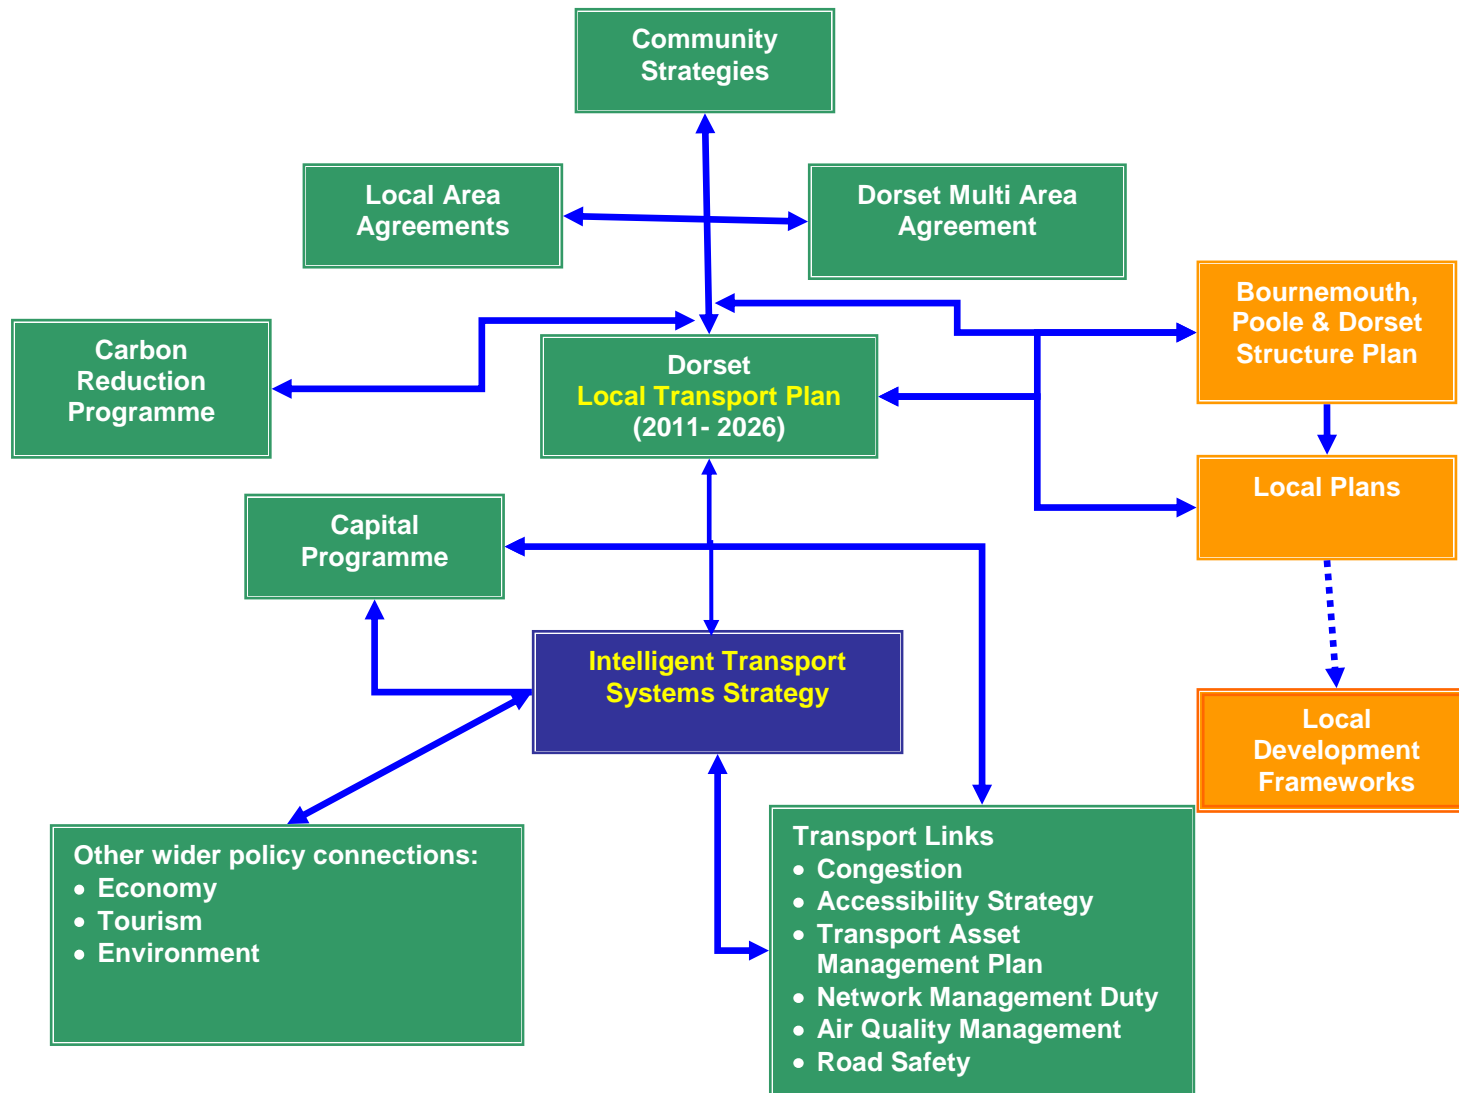 Community
Strategies
Local Area
Agreements
Dorset Multi Area
Agreement
Bournemouth,
Poole & Dorset
Structure Plan
Carbon
Reduction
Programme
Dorset
Local Transport Plan
(2011- 2026)
Local Plans
Capital
Programme
Intelligent Transport
Systems Strategy
Local
Development
Frameworks
Other wider policy connections:
• Economy
• Tourism
• Environment
Transport Links
• Congestion
• Accessibility Strategy
• Transport Asset
Management Plan
• Network Management Duty
• Air Quality Management
• Road Safety